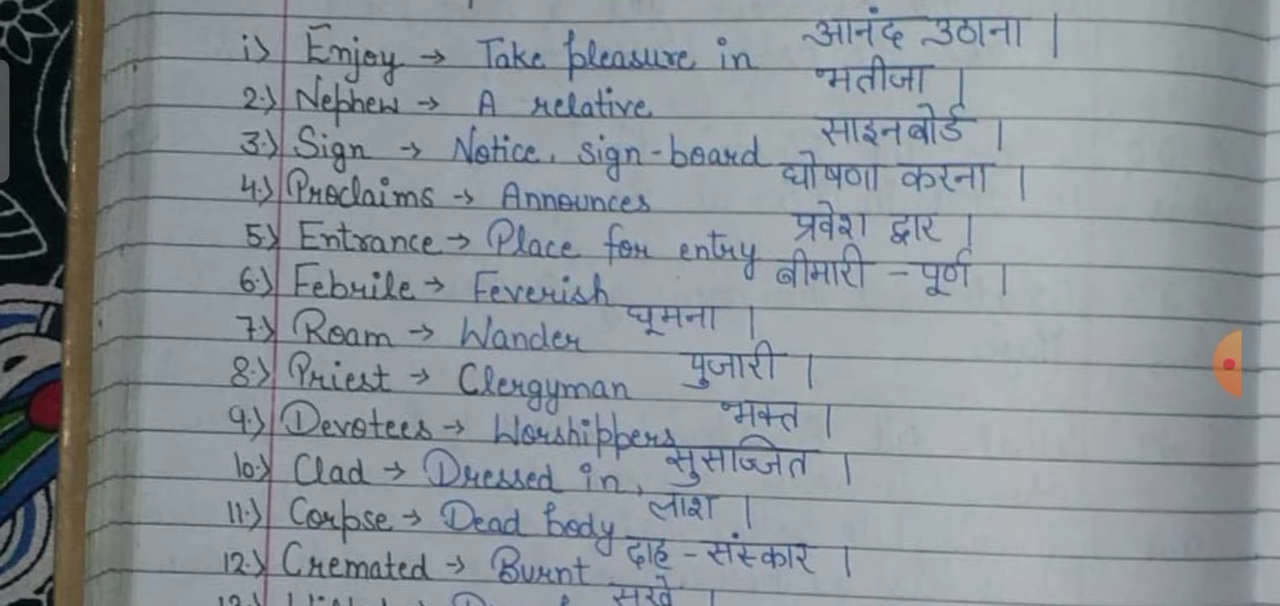 i) Enjoy → Take pleasure in आनंद उठाना |
2.) Nephew → A relative भतीजा |
3.) Sign → Notice, sign-board साइनबोर्ड |
4.) Proclaims → Announces घोषणा करना |
5.) Entrance → Place for entry प्रवेश द्वार |
6.) Febrile → Feverish बीमारी - पूर्ण |
7.) Roam → Wander घूमना |
8.) Priest → Clergyman पुजारी |
9.) Devotees → Worshippers भक्त |
10.) Clad → Dressed in, सुसज्जित |
11.) Corpse → Dead body लाश |
12.) Cremated → Burnt दाह - संस्कार |